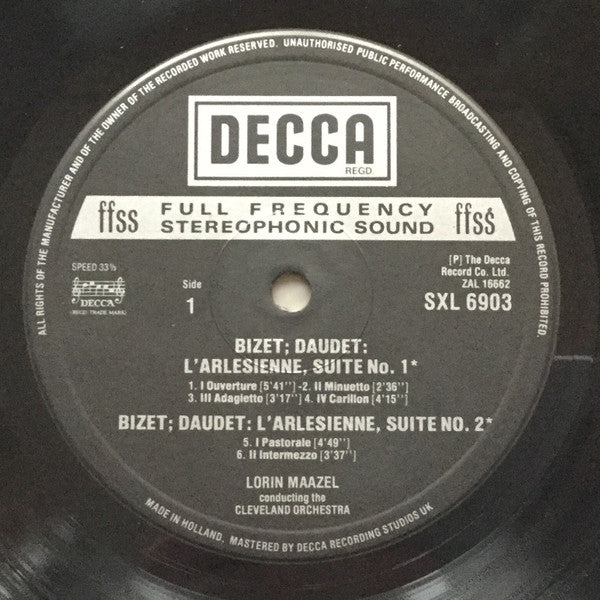 ALL RIGHTS OF THE MANUFACTURER AND OF THE OWNER OF THE RECORDED WORK RESERVED. UNAUTHORISED PUBLIC PERFORMANCE BROADCASTING AND COPYING OF THIS RECORD PROHIBITED.
DECCA
REGD
ffss FULL FREQUENCY STEREOPHONIC SOUND ffss
SPEED 33⅓
DECCA
(REGD. TRADE MARK)
Side
1
[P] The Decca
Record Co. Ltd.
ZAL 16662
SXL 6903
BIZET; DAUDET:
L'ARLESIENNE, SUITE No. 1*
1. I Ouverture [5'41''] -2. II Minuetto [2'36'']
3. III Adagietto [3'17''] 4. IV Carillon [4'15'']
BIZET; DAUDET: L'ARLESIENNE, SUITE NO. 2*
5. I Pastorale [4'49'']
6. II Intermezzo [3'37'']
LORIN MAAZEL
conducting the
CLEVELAND ORCHESTRA
MADE IN HOLLAND. MASTERED BY DECCA RECORDING STUDIOS UK